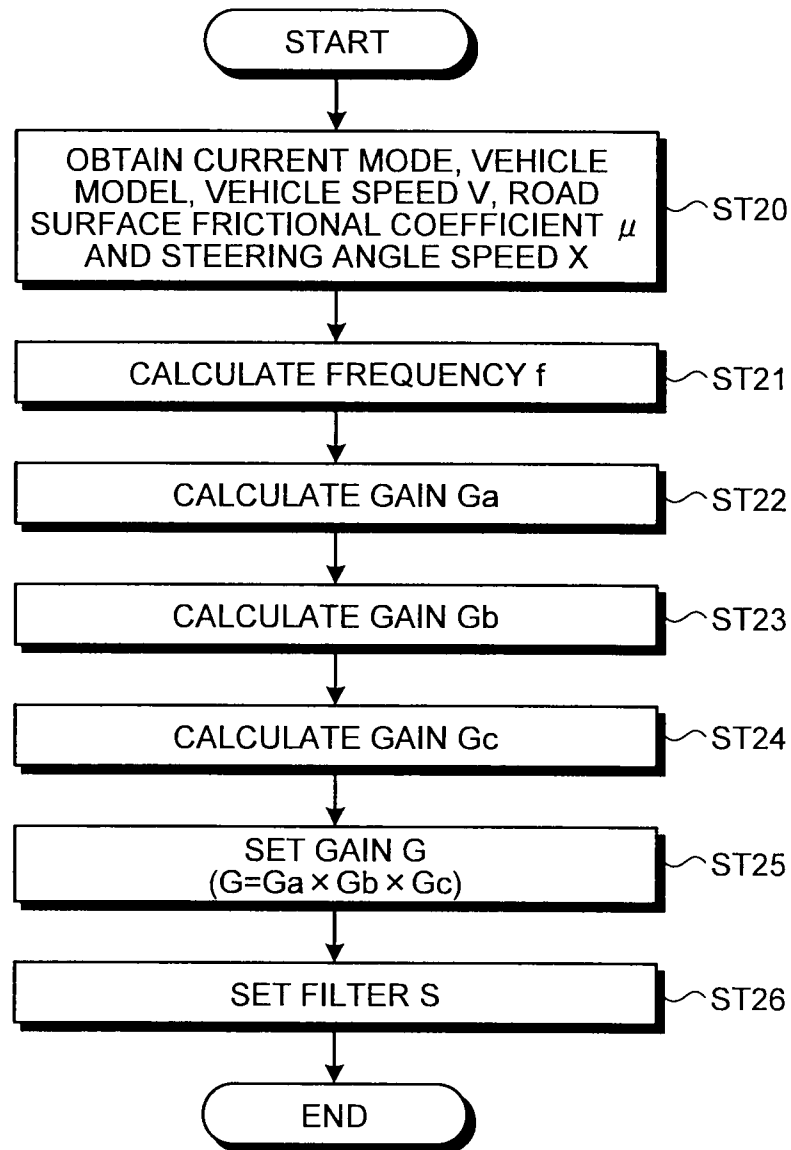 START
OBTAIN CURRENT MODE, VEHICLE
MODEL, VEHICLE SPEED V, ROAD
SURFACE FRICTIONAL COEFFICIENT μ
AND STEERING ANGLE SPEED X
ST20
CALCULATE FREQUENCY f
ST21
CALCULATE GAIN Ga
ST22
CALCULATE GAIN Gb
ST23
CALCULATE GAIN Gc
ST24
SET GAIN G
(G=Ga×Gb×Gc)
ST25
SET FILTER S
ST26
END